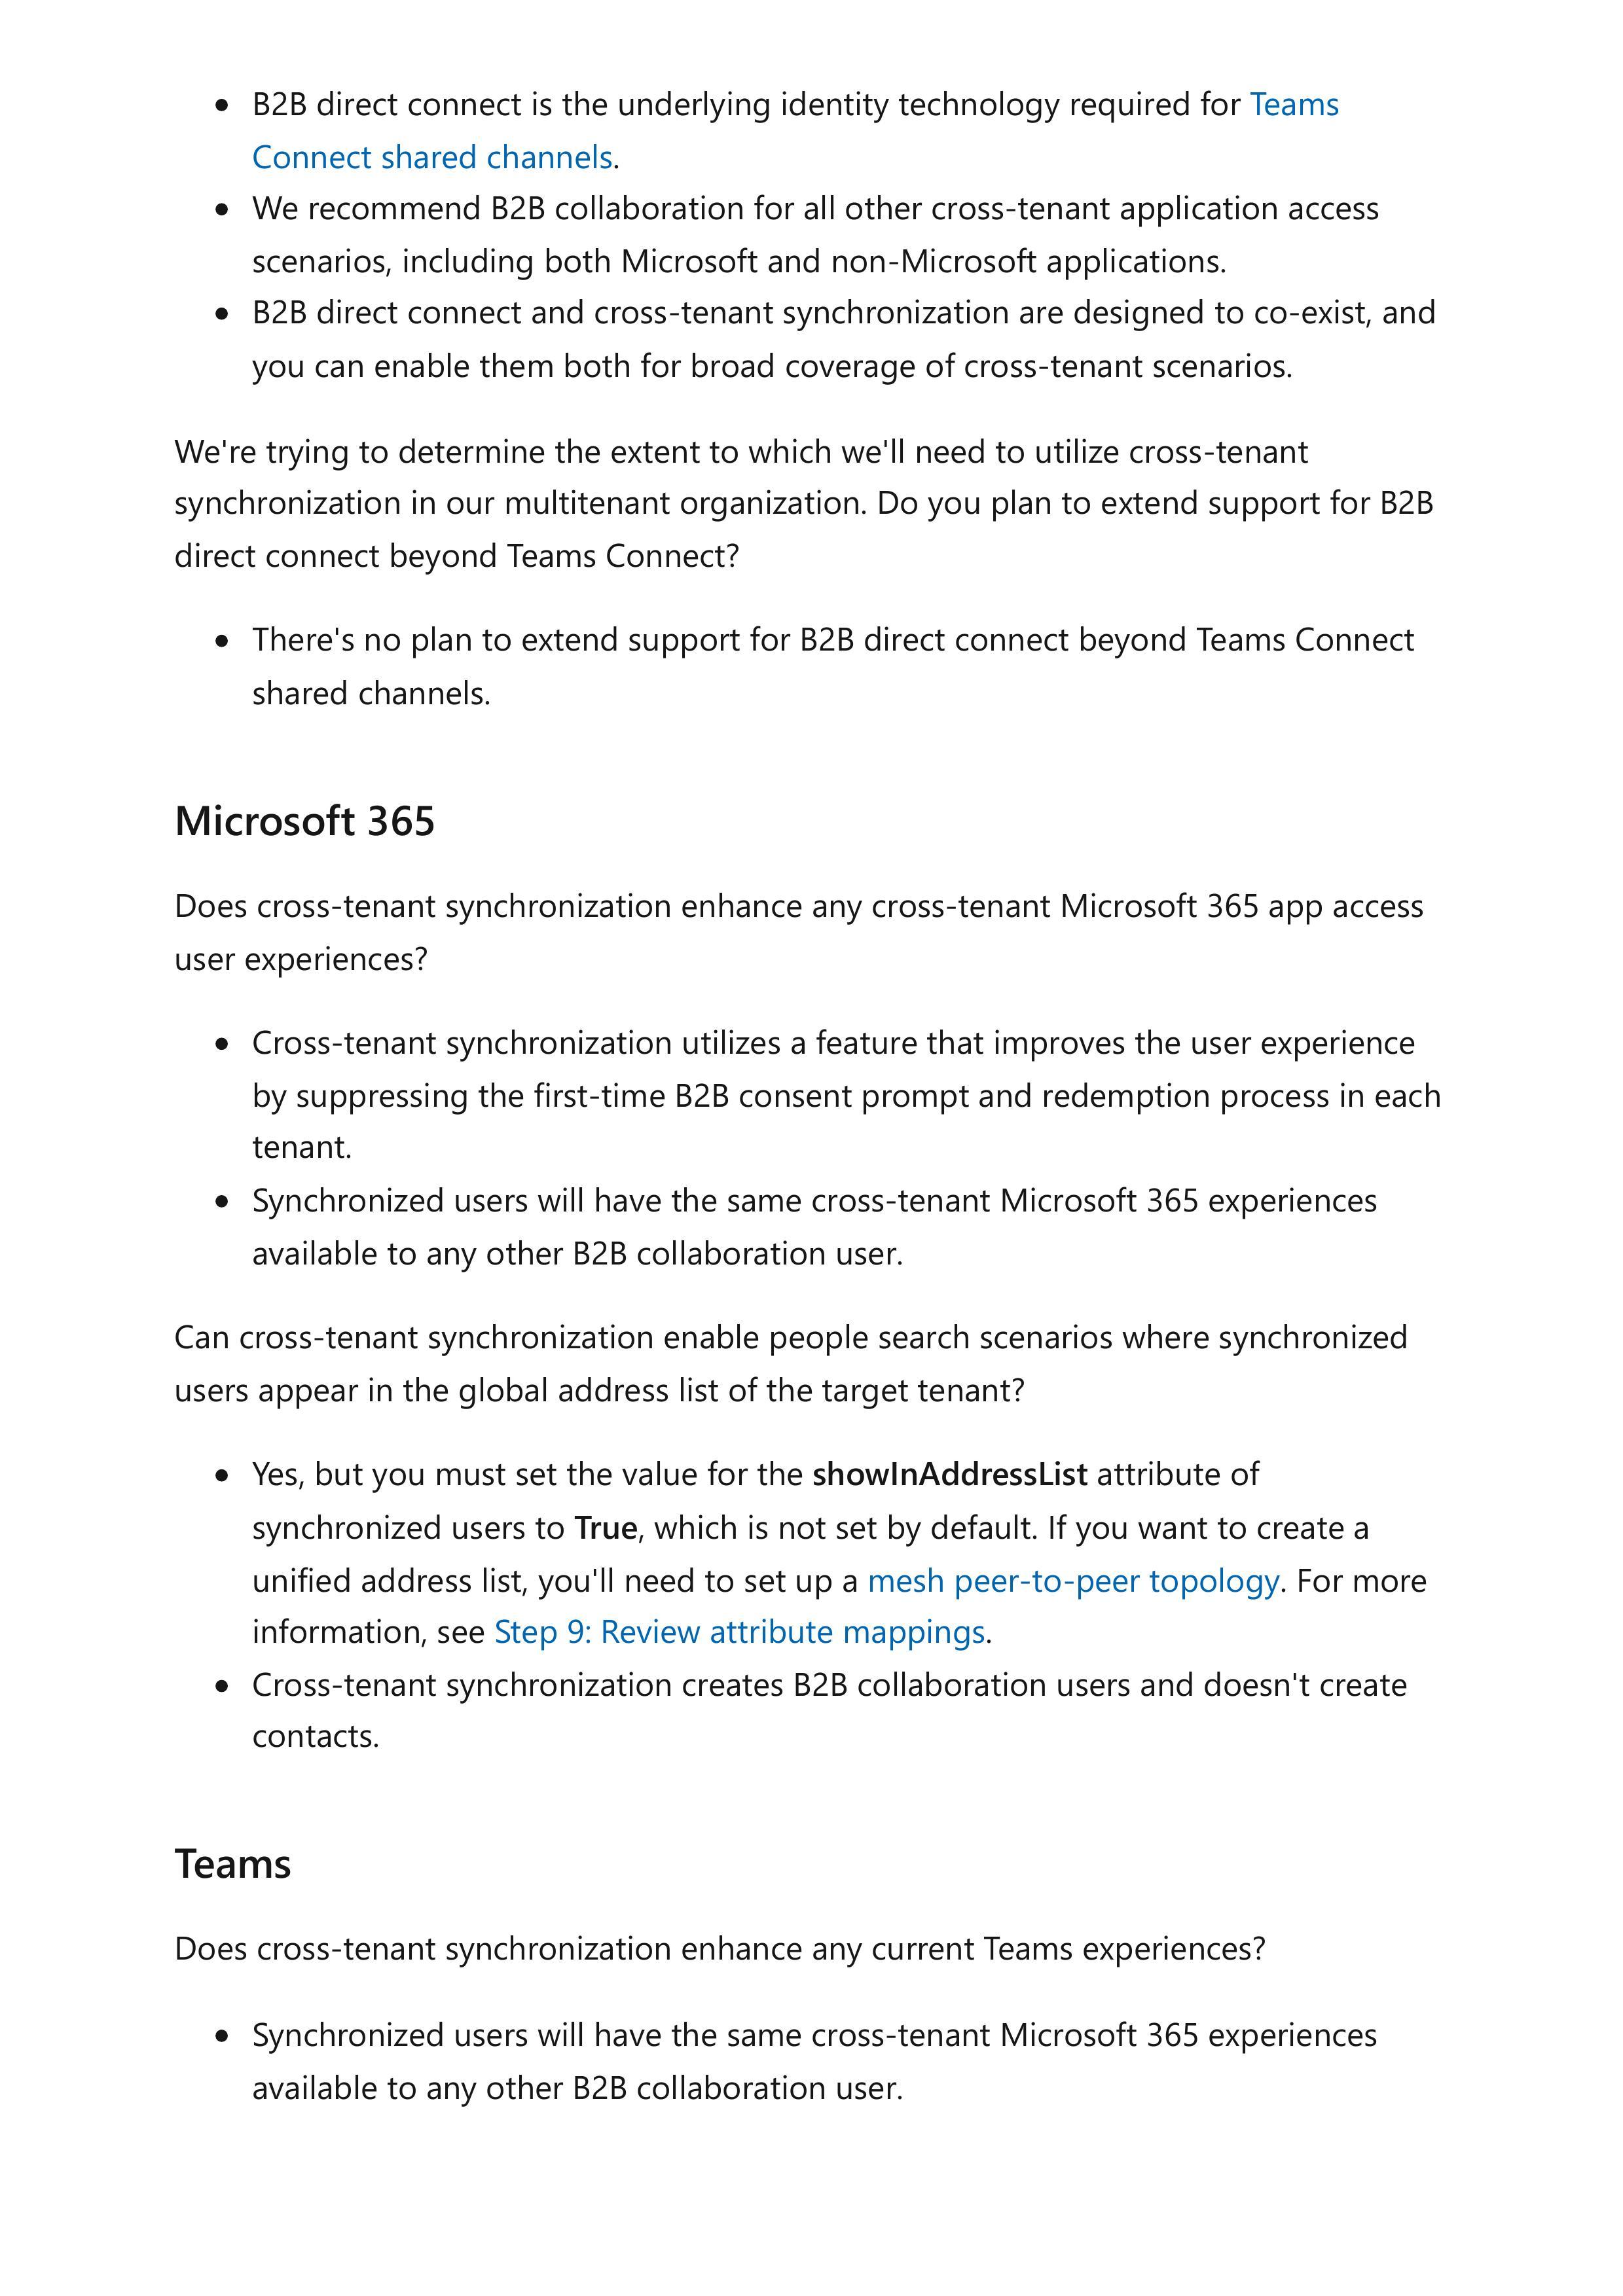 • B2B direct connect is the underlying identity technology required for Teams
Connect shared channels.
• We recommend B2B collaboration for all other cross-tenant application access
scenarios, including both Microsoft and non-Microsoft applications.
• B2B direct connect and cross-tenant synchronization are designed to co-exist, and
you can enable them both for broad coverage of cross-tenant scenarios.
We're trying to determine the extent to which we'll need to utilize cross-tenant
synchronization in our multitenant organization. Do you plan to extend support for B2B
direct connect beyond Teams Connect?
• There's no plan to extend support for B2B direct connect beyond Teams Connect
shared channels.
Microsoft 365
Does cross-tenant synchronization enhance any cross-tenant Microsoft 365 app access
user experiences?
• Cross-tenant synchronization utilizes a feature that improves the user experience
by suppressing the first-time B2B consent prompt and redemption process in each
tenant.
• Synchronized users will have the same cross-tenant Microsoft 365 experiences
available to any other B2B collaboration user.
Can cross-tenant synchronization enable people search scenarios where synchronized
users appear in the global address list of the target tenant?
• Yes, but you must set the value for the showInAddressList attribute of
synchronized users to True, which is not set by default. If you want to create a
unified address list, you'll need to set up a mesh peer-to-peer topology. For more
information, see Step 9: Review attribute mappings.
• Cross-tenant synchronization creates B2B collaboration users and doesn't create
contacts.
Teams
Does cross-tenant synchronization enhance any current Teams experiences?
• Synchronized users will have the same cross-tenant Microsoft 365 experiences
available to any other B2B collaboration user.